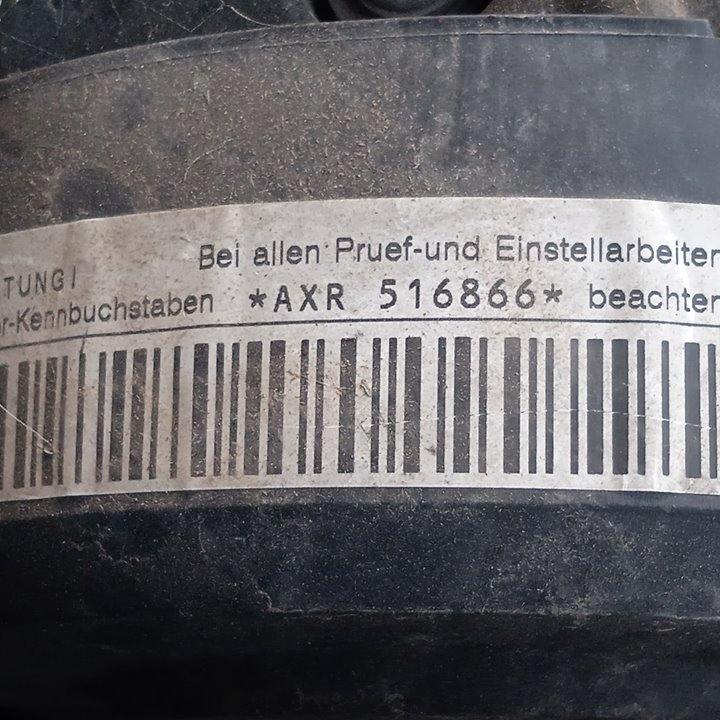 TUNG!
Bei allen Pruef-und Einstellarbeiten
r-Kennbuchstaben *AXR 516866* beachten